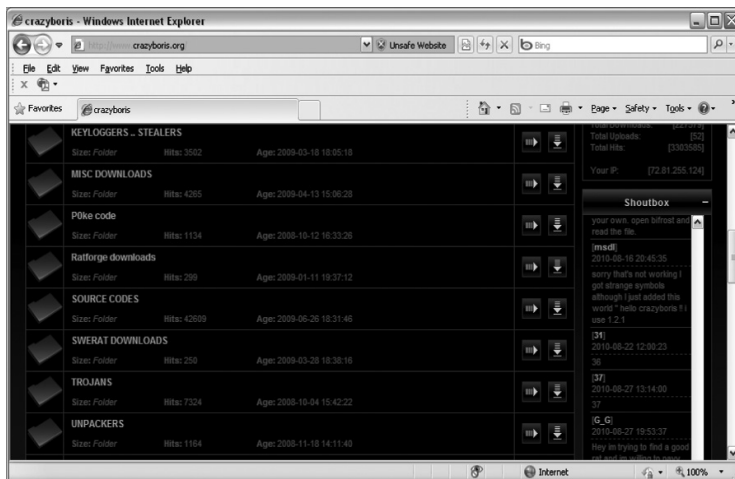 crazyboris - Windows Internet Explorer
http://www.crazyboris.org
Unsafe Website
Bing
File Edit View Favorites Tools Help
x
Favorites
crazyboris
Page Safety Tools
KEYLOGGERS .. STEALERS
Size: Folder Hits: 3502 Age: 2009-03-18 18:05:18
MISC DOWNLOADS
Size: Folder Hits: 4265 Age: 2009-04-13 15:06:28
P0ke code
Size: Folder Hits: 1134 Age: 2008-10-12 16:33:26
Ratforge downloads
Size: Folder Hits: 299 Age: 2009-01-11 19:37:12
SOURCE CODES
Size: Folder Hits: 42609 Age: 2009-06-26 18:31:46
SWERAT DOWNLOADS
Size: Folder Hits: 250 Age: 2009-03-28 18:38:16
TROJANS
Size: Folder Hits: 7324 Age: 2008-10-04 15:42:22
UNPACKERS
Size: Folder Hits: 1164 Age: 2008-11-18 14:11:40
Total Downloads: [227379]
Total Uploads: [52]
Total Hits: [3383585]
Your IP: [72.81.255.124]
Shoutbox
your own. open bifrost and
read the file.
[msdl]
2010-08-16 20:45:35
sorry that's not working I
got strange symbols
although I just added this
world " hello crazyboris !! I
use 1.2.1
[31]
2010-08-22 12:00:23
36
[37]
2010-08-27 13:14:00
37
[G_G]
2010-08-27 19:53:37
Hey im trying to find a good
rat and im willing to
Internet
100%